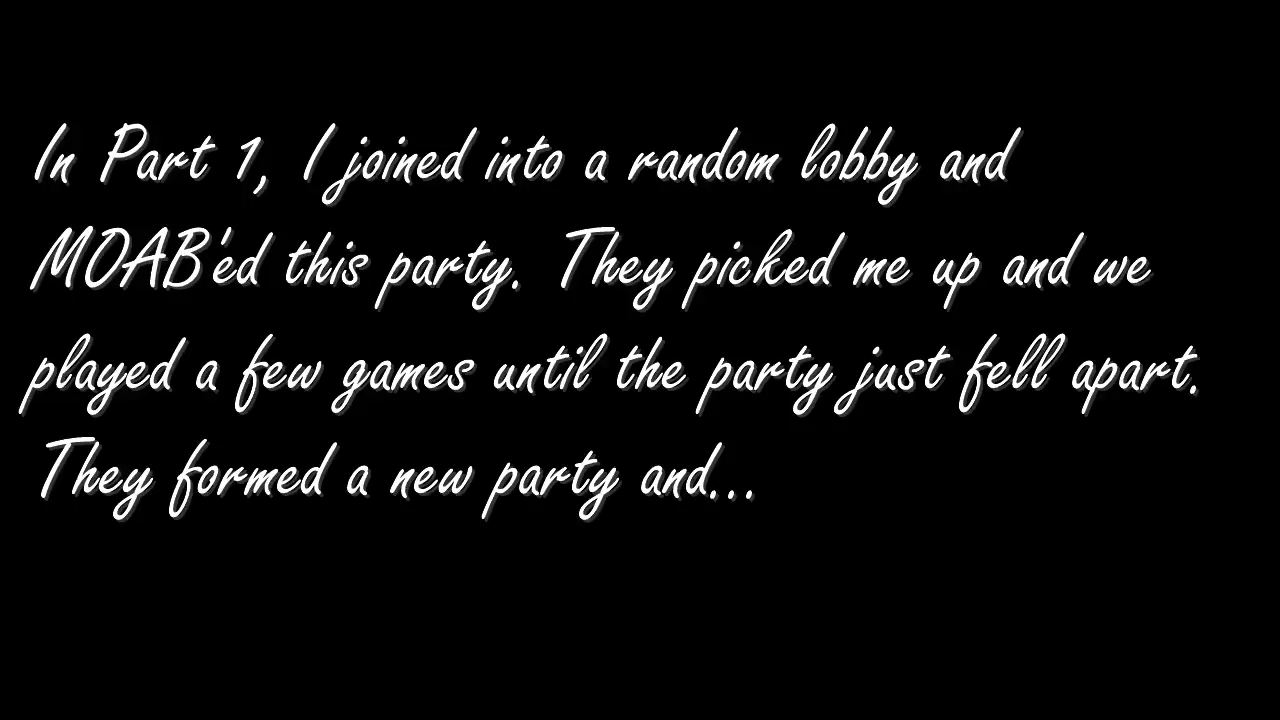 In Part 1, I joined into a random lobby and
MOAB'ed this party. They picked me up and we
played a few games until the party just fell apart.
They formed a new party and...